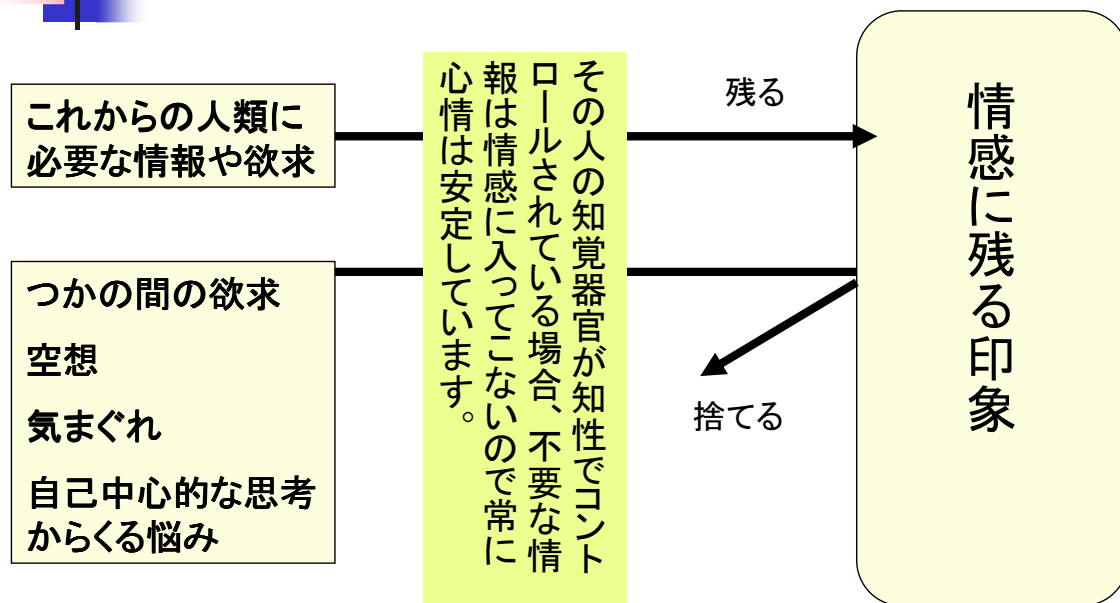 これからの人類に
必要な情報や欲求
つかの間の欲求
空想
気まぐれ
自己中心的な思考
からくる悩み
その人の知覚器官が知性でコント
ロールされている場合、不要な情
報は情感に入ってこないので常に
心情は安定しています。
残る
捨てる
情感に残る印象